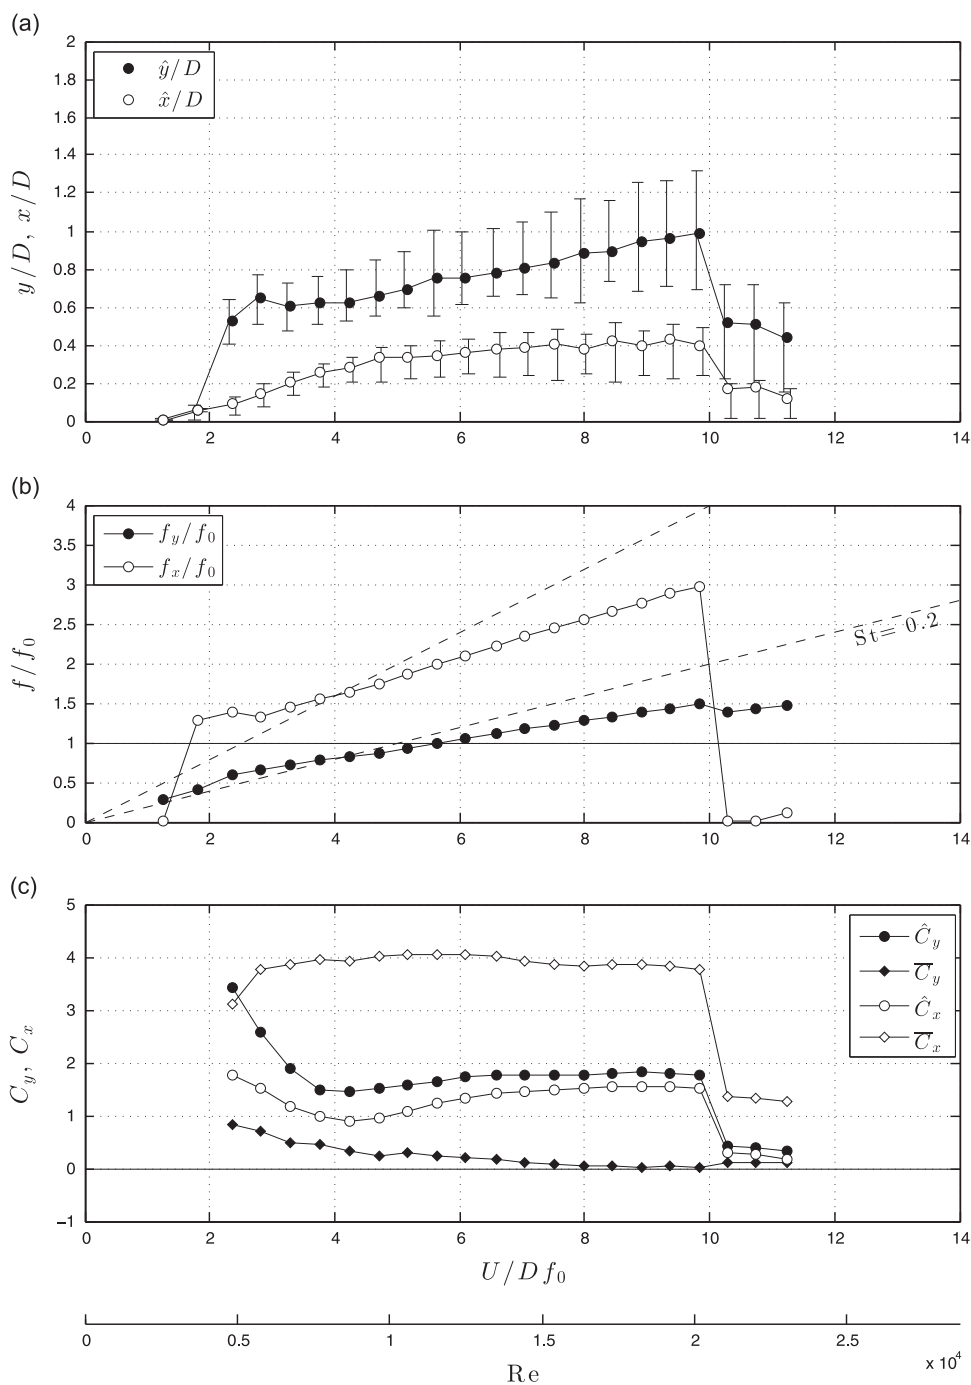 (a)
2
1.8
1.6
1.4
1.2
1
0.8
0.6
0.4
0.2
0
y/D, x/D
ŷ/D
x̂/D
0 2 4 6 8 10 12 14
(b)
4
3.5
3
2.5
2
1.5
1
0.5
0
f/f₀
f_y/f₀
f_x/f₀
St= 0.2
0 2 4 6 8 10 12 14
(c)
5
4
3
2
1
0
−1
C_y, C_x
Ĉ_y
C̅_y
Ĉ_x
C̅_x
0 2 4 6 8 10 12 14
U/Df₀
0 0.5 1 1.5 2 2.5
x 10⁴
Re